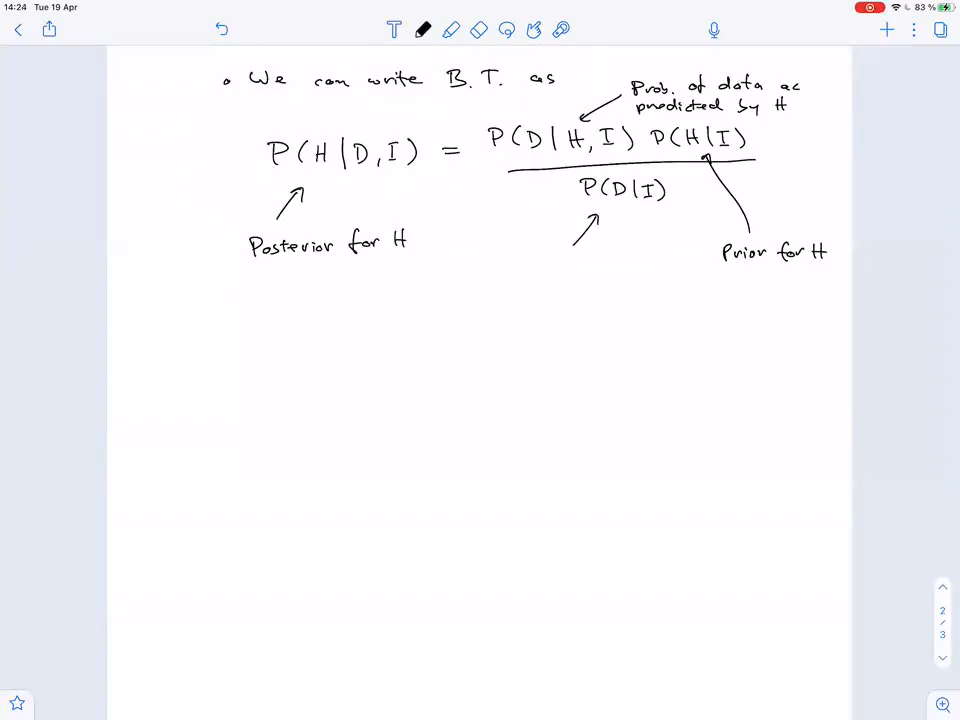 14:24 Tue 19 Apr
83 %
• We can write B.T. as
Prob. of data as
predicted by H
P(H|D,I) = P(D|H,I) P(H|I)
P(D|I)
Posterior for H
Prior for H
2
/
3